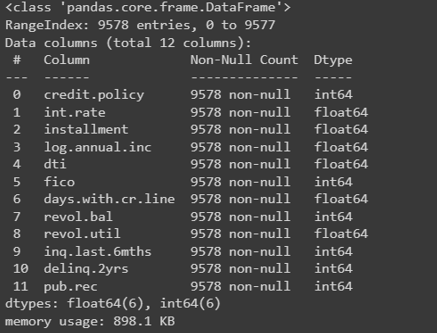 <class 'pandas.core.frame.DataFrame'>
RangeIndex: 9578 entries, 0 to 9577
Data columns (total 12 columns):
 #   Column             Non-Null Count  Dtype
---  ------             --------------  -----
 0   credit.policy      9578 non-null   int64
 1   int.rate           9578 non-null   float64
 2   installment        9578 non-null   float64
 3   log.annual.inc     9578 non-null   float64
 4   dti                9578 non-null   float64
 5   fico               9578 non-null   int64
 6   days.with.cr.line  9578 non-null   float64
 7   revol.bal          9578 non-null   int64
 8   revol.util         9578 non-null   float64
 9   inq.last.6mths     9578 non-null   int64
 10  delinq.2yrs        9578 non-null   int64
 11  pub.rec            9578 non-null   int64
dtypes: float64(6), int64(6)
memory usage: 898.1 KB